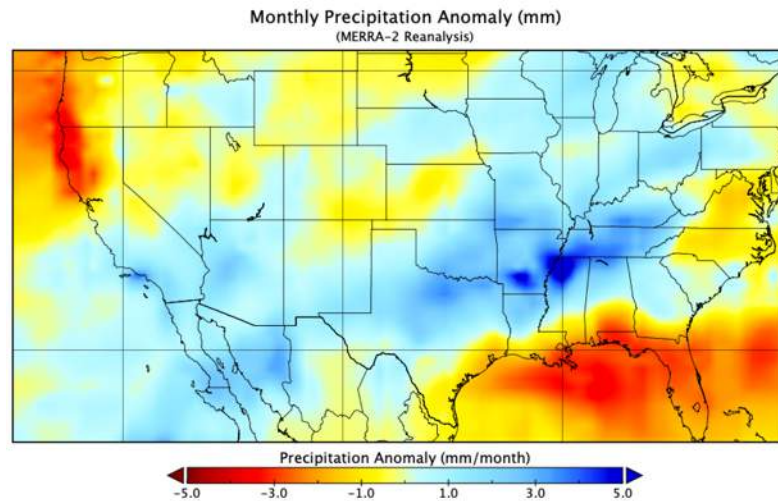 Monthly Precipitation Anomaly (mm)
(MERRA-2 Reanalysis)
Precipitation Anomaly (mm/month)
-5.0 -3.0 -1.0 1.0 3.0 5.0